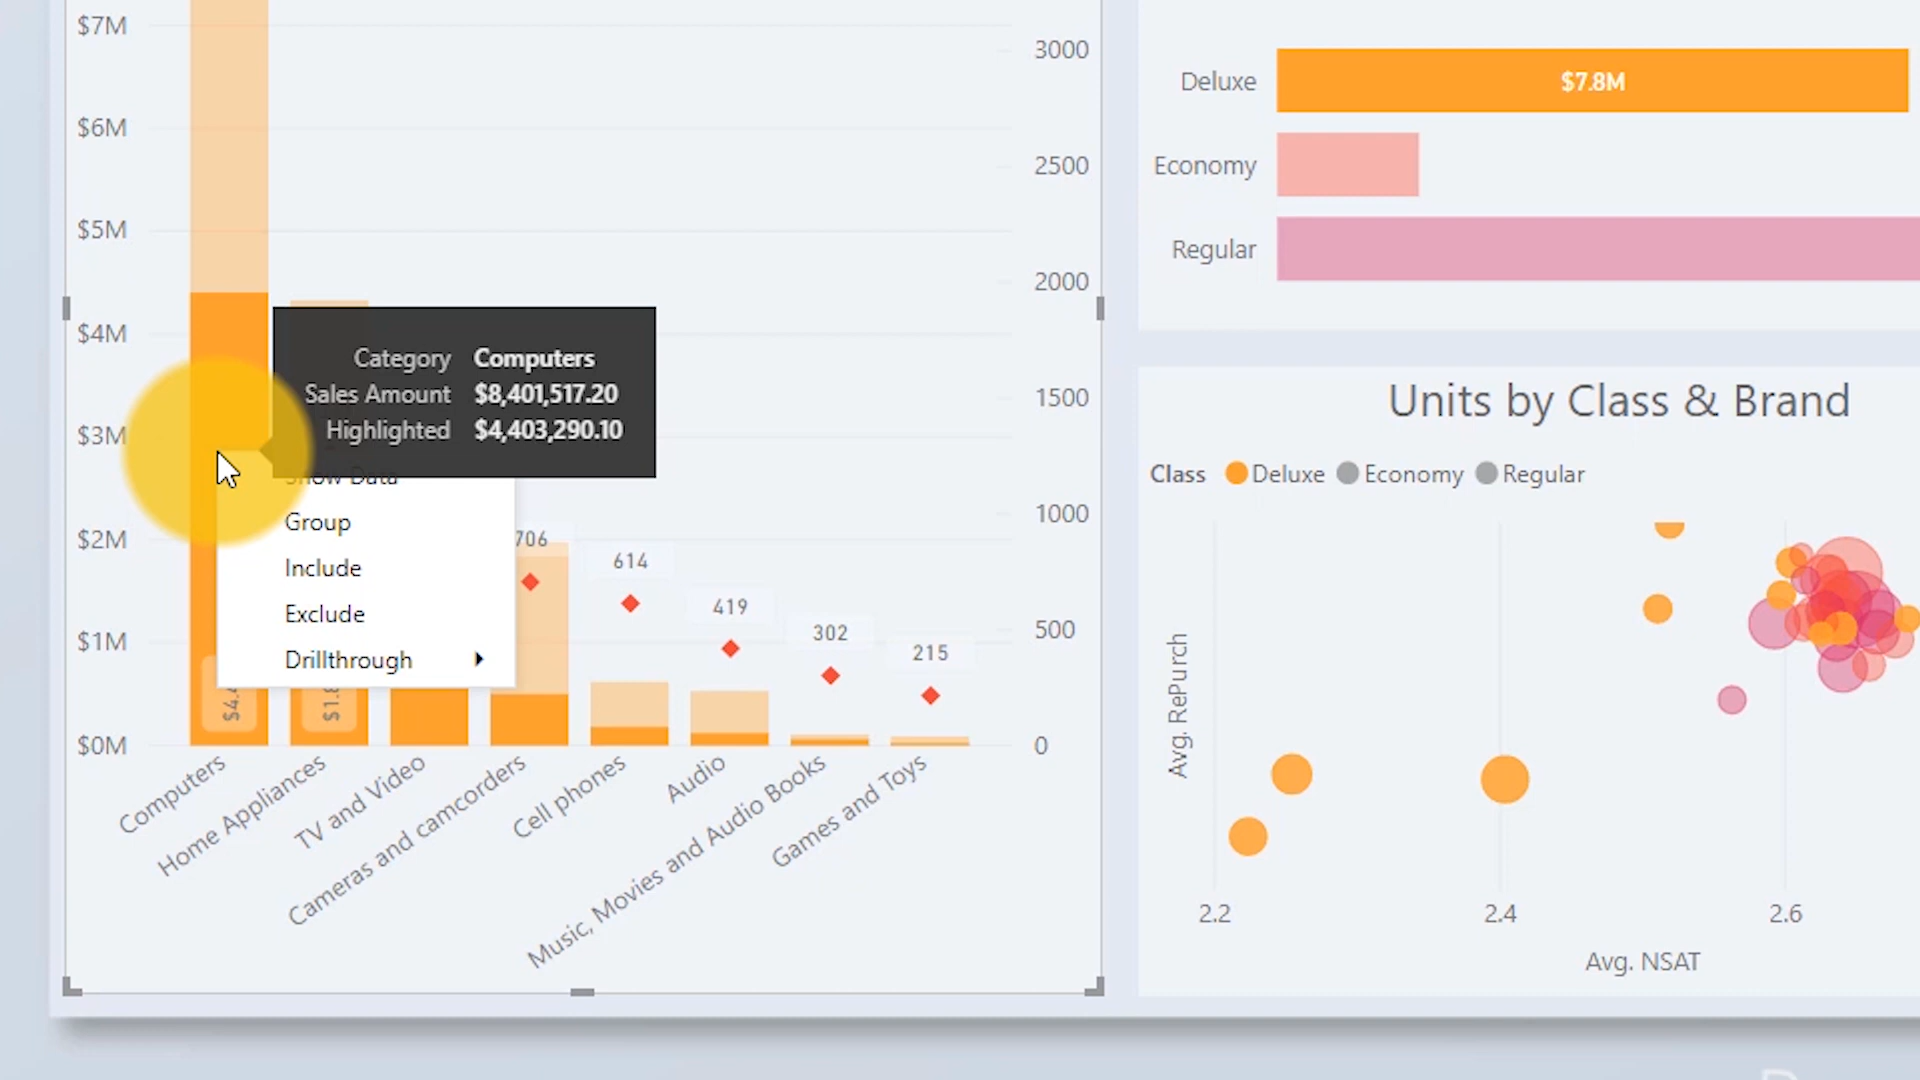 $7M
$6M
$5M
$4M
$3M
$2M
$1M
$0M
3000
2500
2000
1500
1000
500
0
Category Computers
Sales Amount $8,401,517.20
Highlighted $4,403,290.10
Show Data
Group
Include
Exclude
Drillthrough
706
614
419
302
215
Computers
Home Appliances
TV and Video
Cameras and camcorders
Cell phones
Audio
Music, Movies and Audio Books
Games and Toys
Deluxe
$7.8M
Economy
Regular
Units by Class & Brand
Class Deluxe Economy Regular
Avg. RePurch
2.2 2.4 2.6
Avg. NSAT